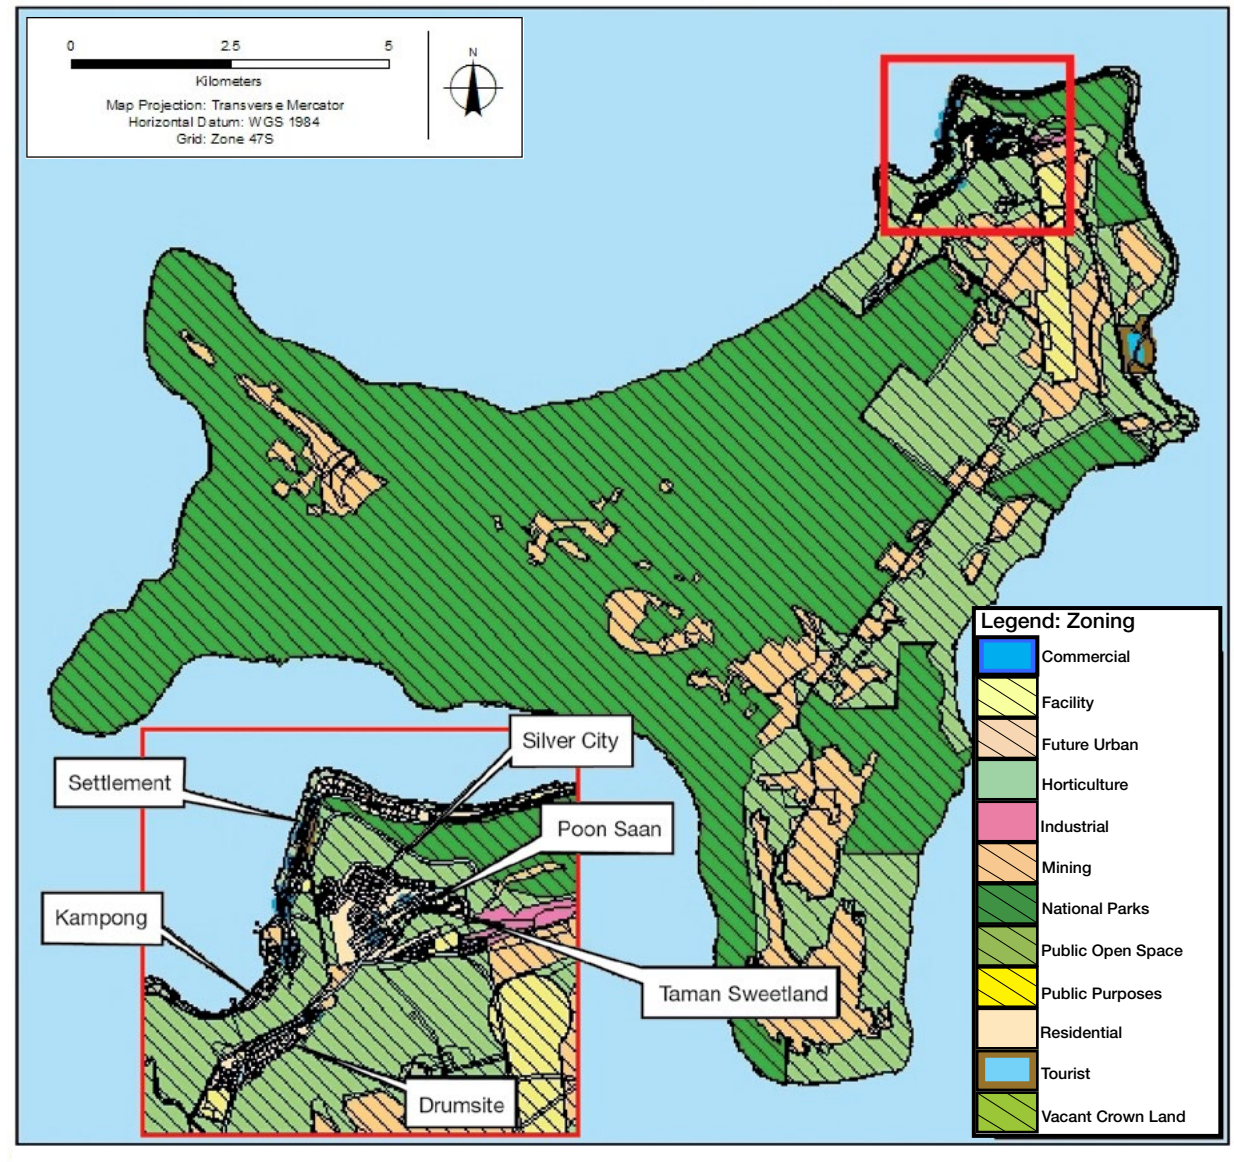 0 2.5 5
Kilometers
Map Projection: Transverse Mercator
Horizontal Datum: WGS 1984
Grid: Zone 47S
N
Silver City
Settlement
Poon Saan
Kampong
Taman Sweetland
Drumsite
Legend: Zoning
Commercial
Facility
Future Urban
Horticulture
Industrial
Mining
National Parks
Public Open Space
Public Purposes
Residential
Tourist
Vacant Crown Land